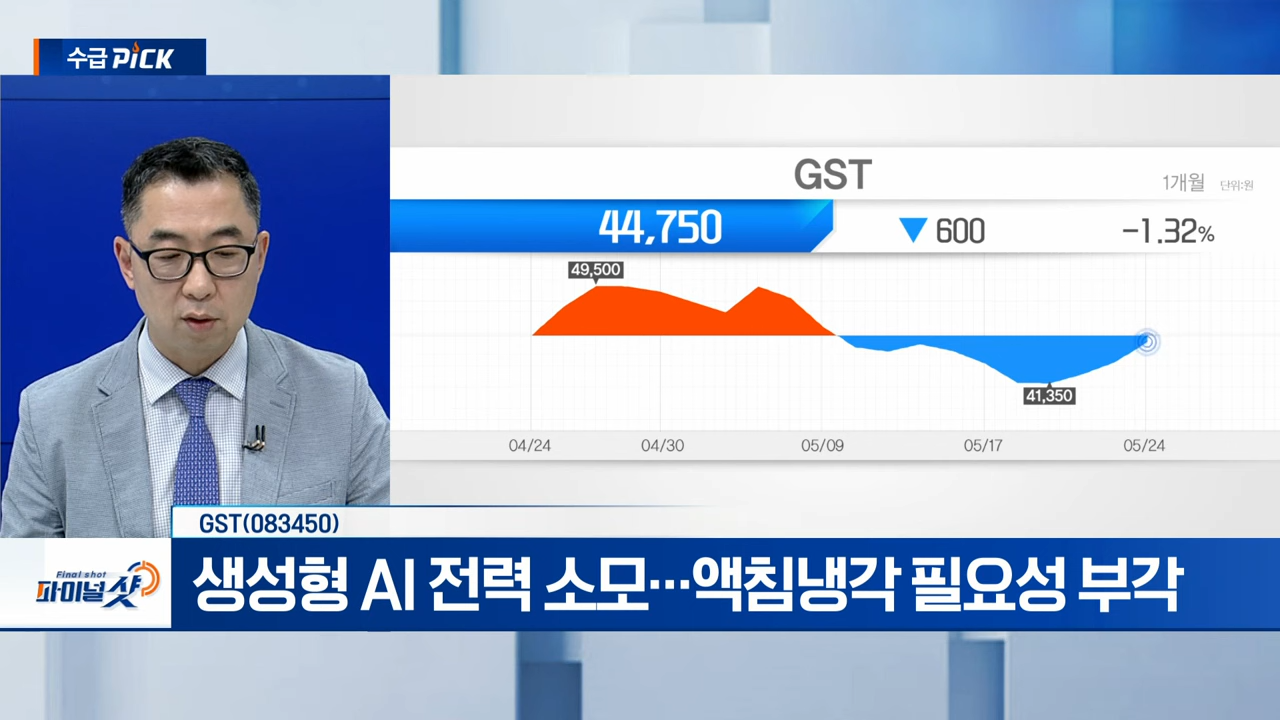 수급 PiCK
GST
1개월 단위:원
44,750 ▼ 600 -1.32%
49,500
41,350
04/24 04/30 05/09 05/17 05/24
GST(083450)
Final shot
파이널샷
생성형 AI 전력 소모…액침냉각 필요성 부각